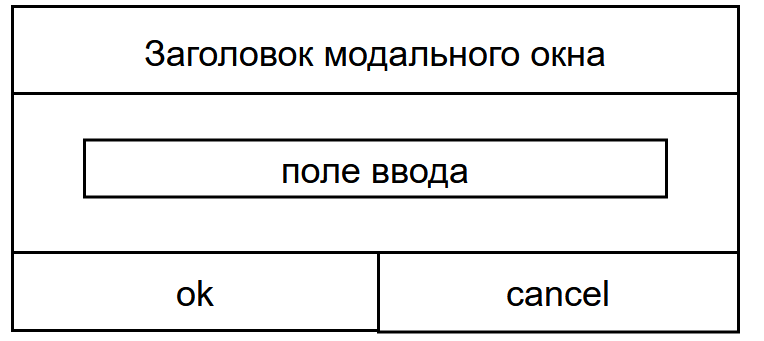 Заголовок модального окна
поле ввода
ok
cancel